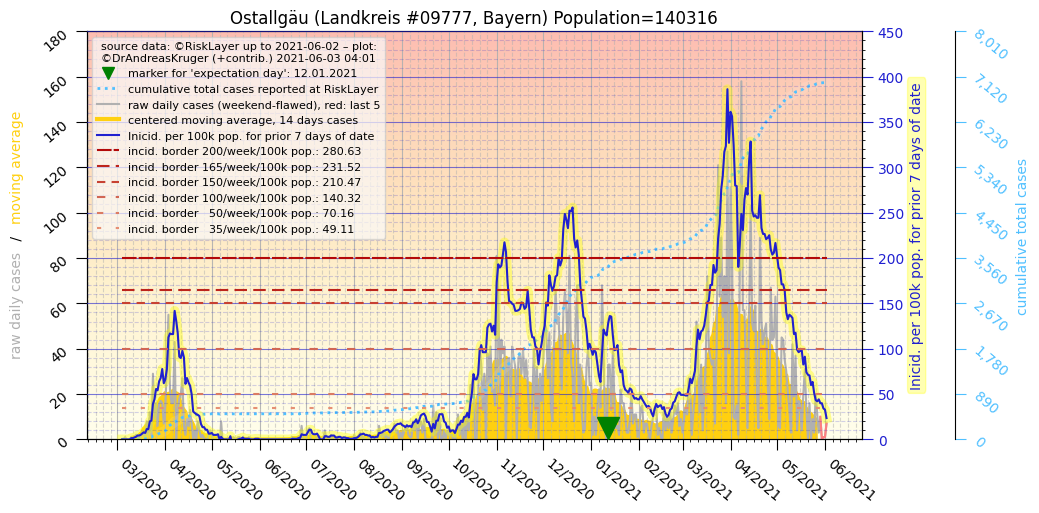 Ostallgäu (Landkreis #09777, Bayern) Population=140316
source data: ©RiskLayer up to 2021-06-02 – plot:
©DrAndreasKruger (+contrib.) 2021-06-03 04:01
marker for 'expectation day': 12.01.2021
cumulative total cases reported at RiskLayer
raw daily cases (weekend-flawed), red: last 5
centered moving average, 14 days cases
Inicid. per 100k pop. for prior 7 days of date
incid. border 200/week/100k pop.: 280.63
incid. border 165/week/100k pop.: 231.52
incid. border 150/week/100k pop.: 210.47
incid. border 100/week/100k pop.: 140.32
incid. border 50/week/100k pop.: 70.16
incid. border 35/week/100k pop.: 49.11
raw daily cases / moving average
180
160
140
120
100
80
60
40
20
0
450
400
350
300
250
200
150
100
50
0
Inicid. per 100k pop. for prior 7 days of date
8,010
7,120
6,230
5,340
4,450
3,560
2,670
1,780
890
0
cumulative total cases
03/2020
04/2020
05/2020
06/2020
07/2020
08/2020
09/2020
10/2020
11/2020
12/2020
01/2021
02/2021
03/2021
04/2021
05/2021
06/2021